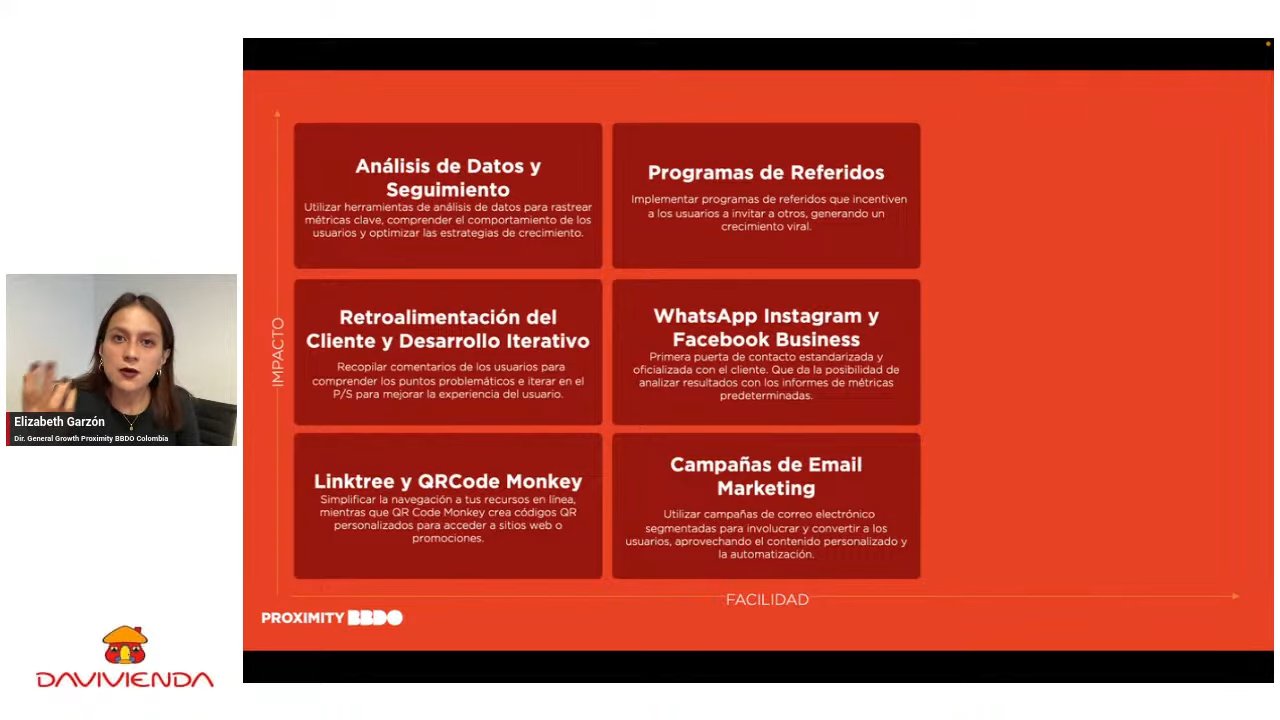 Análisis de Datos y
Seguimiento
Utilizar herramientas de análisis de datos para rastrear
métricas clave, comprender el comportamiento de los
usuarios y optimizar las estrategias de crecimiento.
Programas de Referidos
Implementar programas de referidos que incentiven
a los usuarios a invitar a otros, generando un
crecimiento viral.
Retroalimentación del
Cliente y Desarrollo Iterativo
Recopilar comentarios de los usuarios para
comprender los puntos problemáticos e iterar en el
P/S para mejorar la experiencia del usuario.
WhatsApp Instagram y
Facebook Business
Primera puerta de contacto estandarizada y
oficializada con el cliente. Que da la posibilidad de
analizar resultados con los informes de métricas
predeterminadas.
Linktree y QRCode Monkey
Simplificar la navegación a tus recursos en línea,
mientras que QR Code Monkey crea códigos QR
personalizados para acceder a sitios web o
promociones.
Campañas de Email
Marketing
Utilizar campañas de correo electrónico
segmentadas para involucrar y convertir a los
usuarios, aprovechando el contenido personalizado y
la automatización.
IMPACTO
FACILIDAD
PROXIMITY BBDO
Elizabeth Garzón
Dir. General Growth Proximity BBDO Colombia
DAVIVIENDA